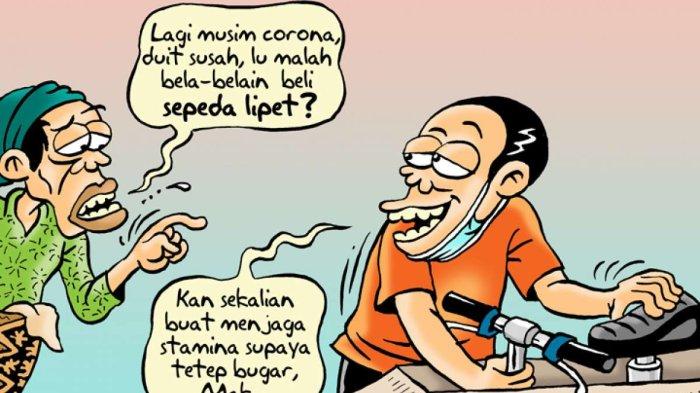 Lagi musim corona,
duit susah, lu malah
bela-belain beli
sepeda lipet?
Kan sekalian
buat menjaga
stamina supaya
tetep bugar,